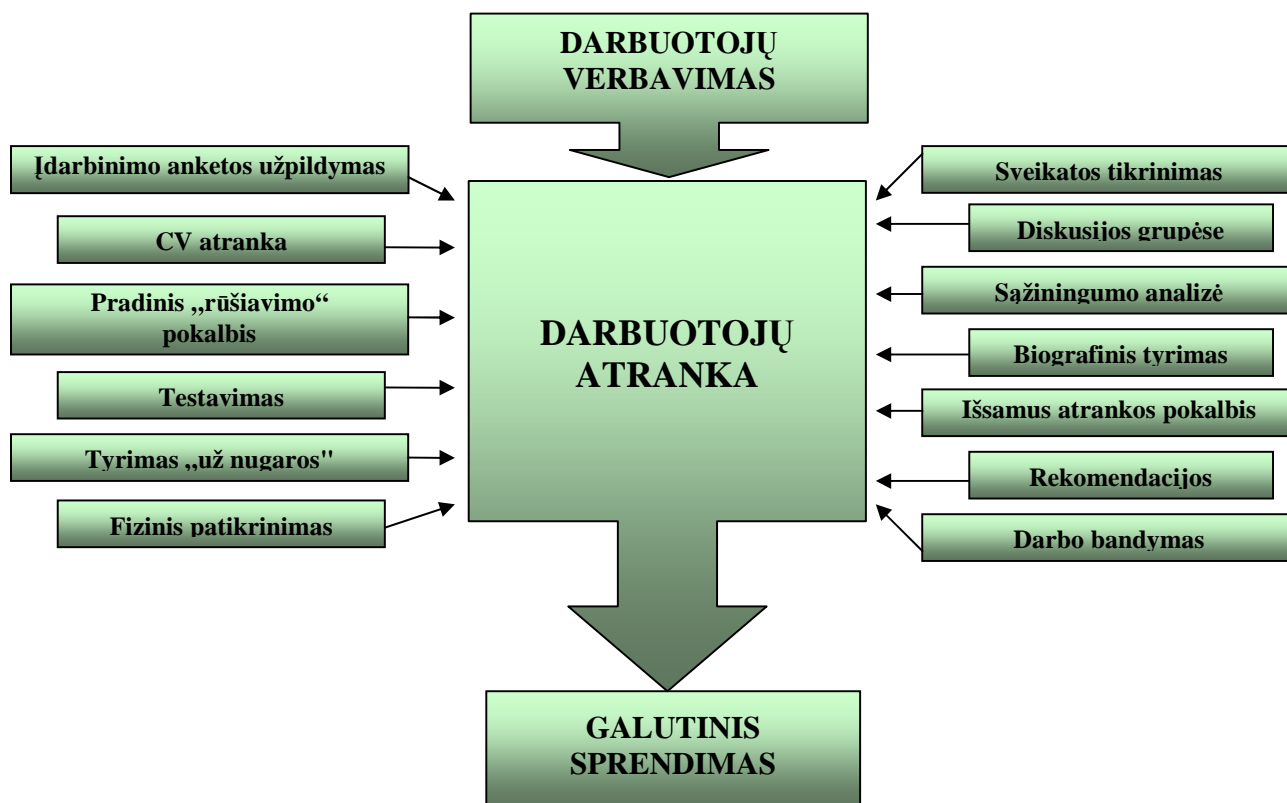 DARBUOTOJŲ
VERBAVIMAS
Įdarbinimo anketos užpildymas
CV atranka
Pradinis „rūšiavimo“
pokalbis
Testavimas
Tyrimas „už nugaros"
Fizinis patikrinimas
DARBUOTOJŲ
ATRANKA
Sveikatos tikrinimas
Diskusijos grupėse
Sąžiningumo analizė
Biografinis tyrimas
Išsamus atrankos pokalbis
Rekomendacijos
Darbo bandymas
GALUTINIS
SPRENDIMAS